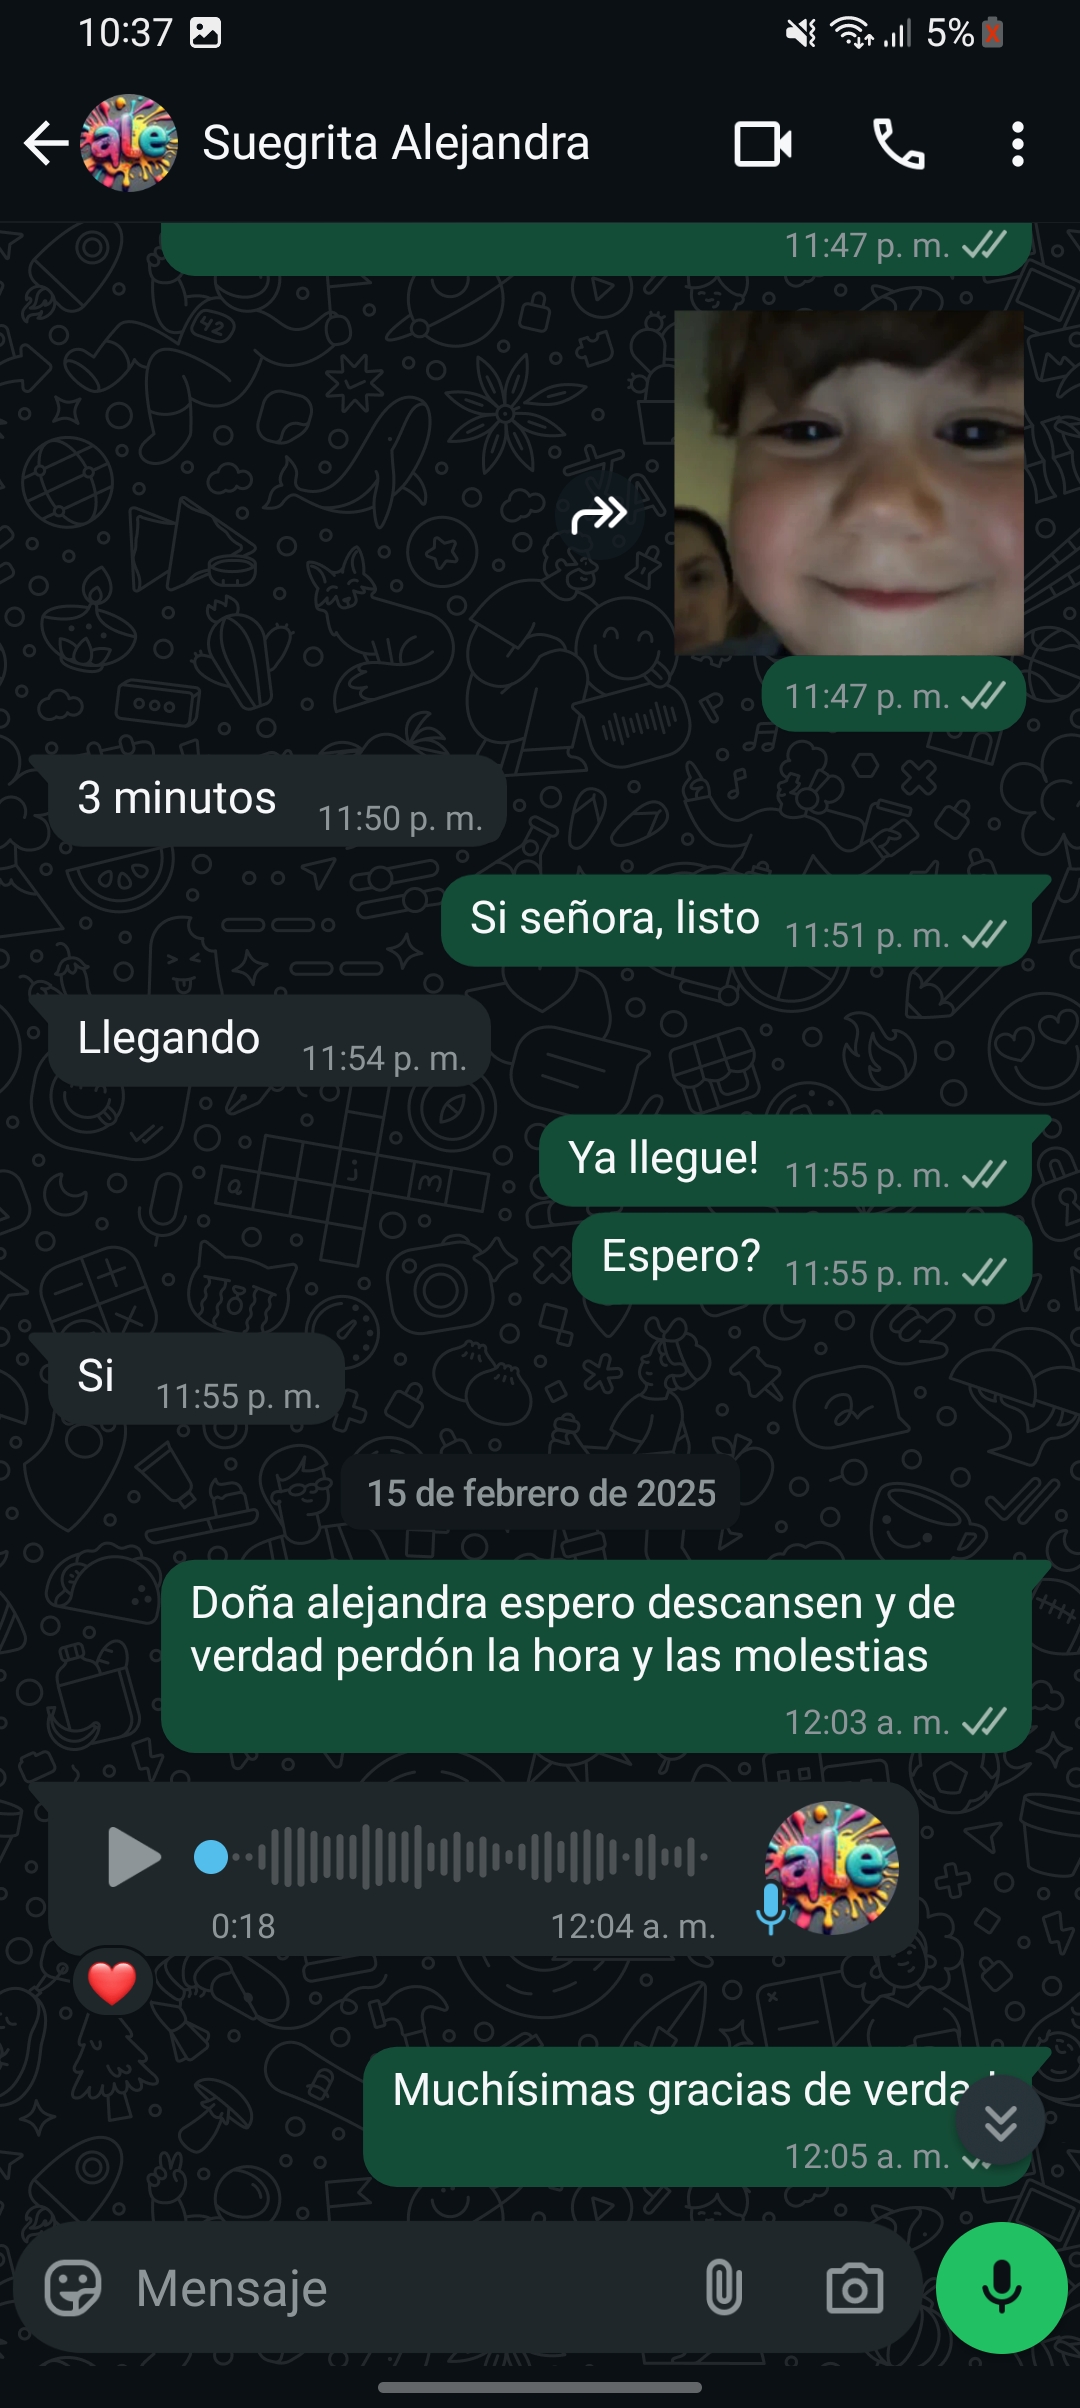 10:37
5%
ale
Suegrita Alejandra
11:47 p. m.
11:47 p. m.
3 minutos 11:50 p. m.
Si señora, listo 11:51 p. m.
Llegando 11:54 p. m.
Ya llegue! 11:55 p. m.
Espero? 11:55 p. m.
Si 11:55 p. m.
15 de febrero de 2025
Doña alejandra espero descansen y de
verdad perdón la hora y las molestias
12:03 a. m.
ale
0:18 12:04 a. m.
Muchísimas gracias de
12:05 a. m.
Mensaje